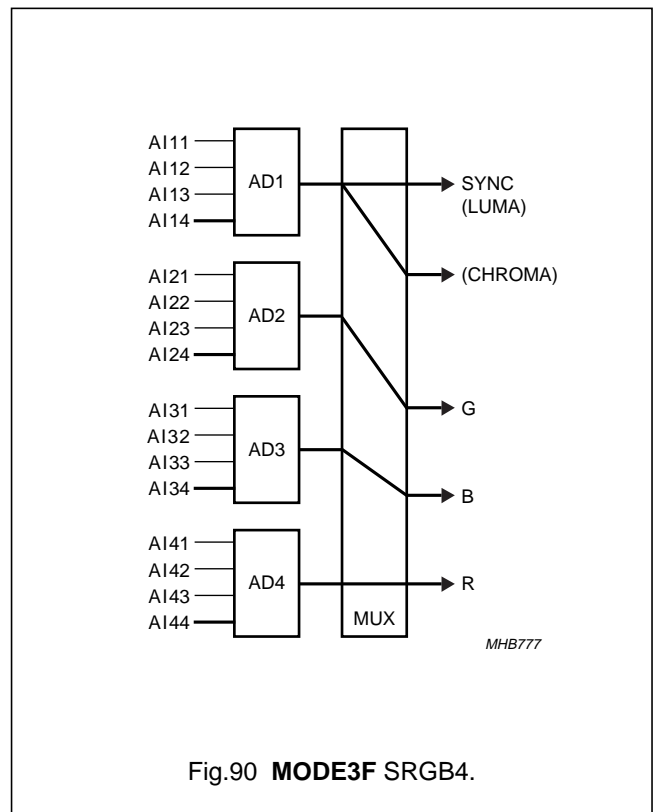 AI11
AI12
AI13
AI14
AD1
SYNC
(LUMA)
(CHROMA)
AI21
AI22
AI23
AI24
AD2
G
AI31
AI32
AI33
AI34
AD3
B
AI41
AI42
AI43
AI44
AD4
R
MUX
MHB777
Fig.90 MODE3F SRGB4.